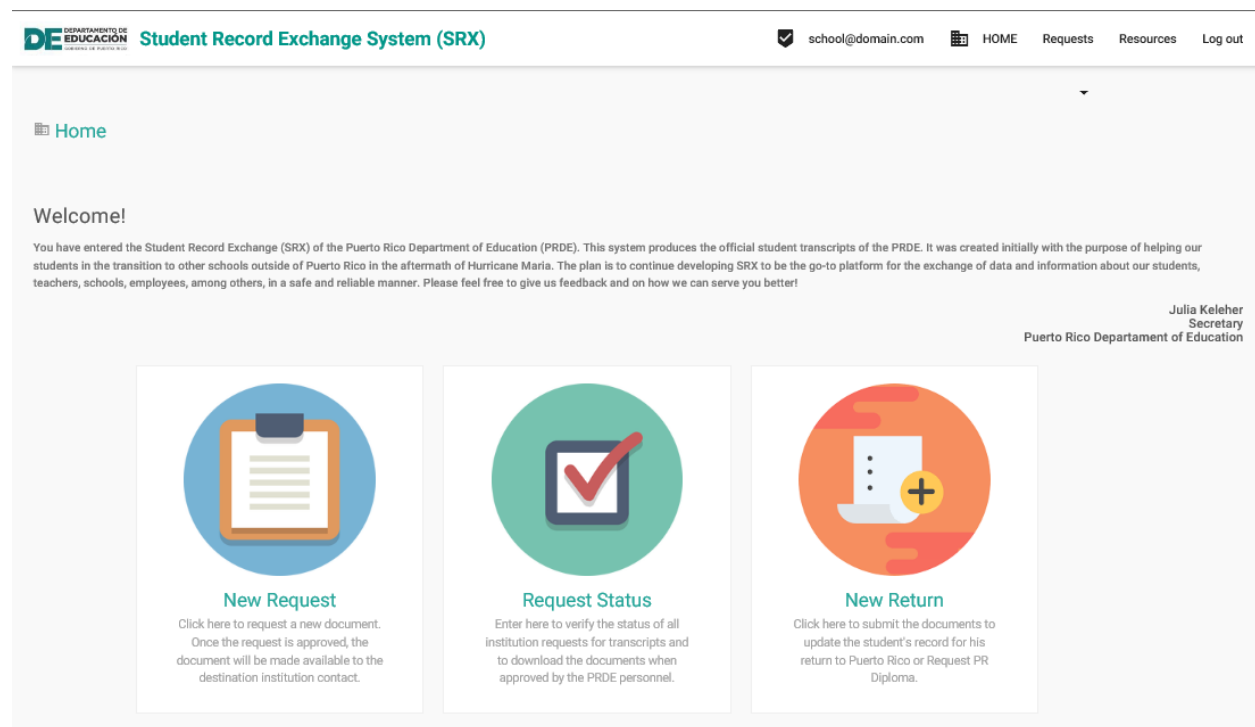 DE DEPARTAMENTO DE
EDUCACIÓN
GOBIERNO DE PUERTO RICO
Student Record Exchange System (SRX)
school@domain.com HOME Requests Resources Log out
Home
Welcome!
You have entered the Student Record Exchange (SRX) of the Puerto Rico Department of Education (PRDE). This system produces the official student transcripts of the PRDE. It was created initially with the purpose of helping our
students in the transition to other schools outside of Puerto Rico in the aftermath of Hurricane Maria. The plan is to continue developing SRX to be the go-to platform for the exchange of data and information about our students,
teachers, schools, employees, among others, in a safe and reliable manner. Please feel free to give us feedback and on how we can serve you better!
Julia Keleher
Secretary
Puerto Rico Departament of Education
New Request
Click here to request a new document.
Once the request is approved, the
document will be made available to the
destination institution contact.
Request Status
Enter here to verify the status of all
institution requests for transcripts and
to download the documents when
approved by the PRDE personnel.
New Return
Click here to submit the documents to
update the student's record for his
return to Puerto Rico or Request PR
Diploma.